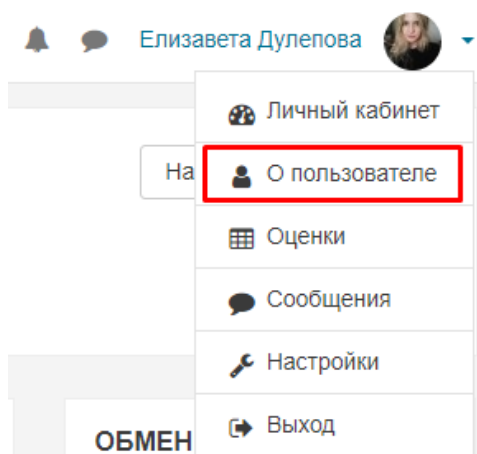 Елизавета Дулепова
Личный кабинет
На
О пользователе
Оценки
Сообщения
Настройки
Выход
ОБМЕН